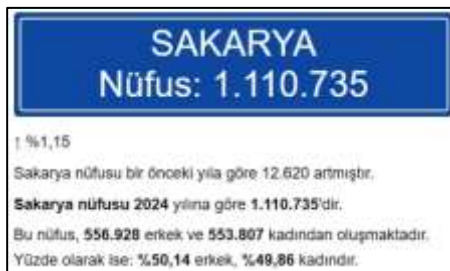 SAKARYA
Nüfus: 1.110.735
↑ %1,15
Sakarya nüfusu bir önceki yıla göre 12.620 artmıştır.
Sakarya nüfusu 2024 yılına göre 1.110.735'dir.
Bu nüfus, 556.928 erkek ve 553.807 kadından oluşmaktadır.
Yüzde olarak ise: %50,14 erkek, %49,86 kadındır.